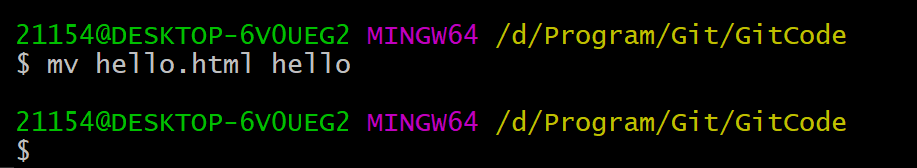 21154@DESKTOP-6V0UEG2 MINGW64 /d/Program/Git/GitCode
$ mv hello.html hello
21154@DESKTOP-6V0UEG2 MINGW64 /d/Program/Git/GitCode
$